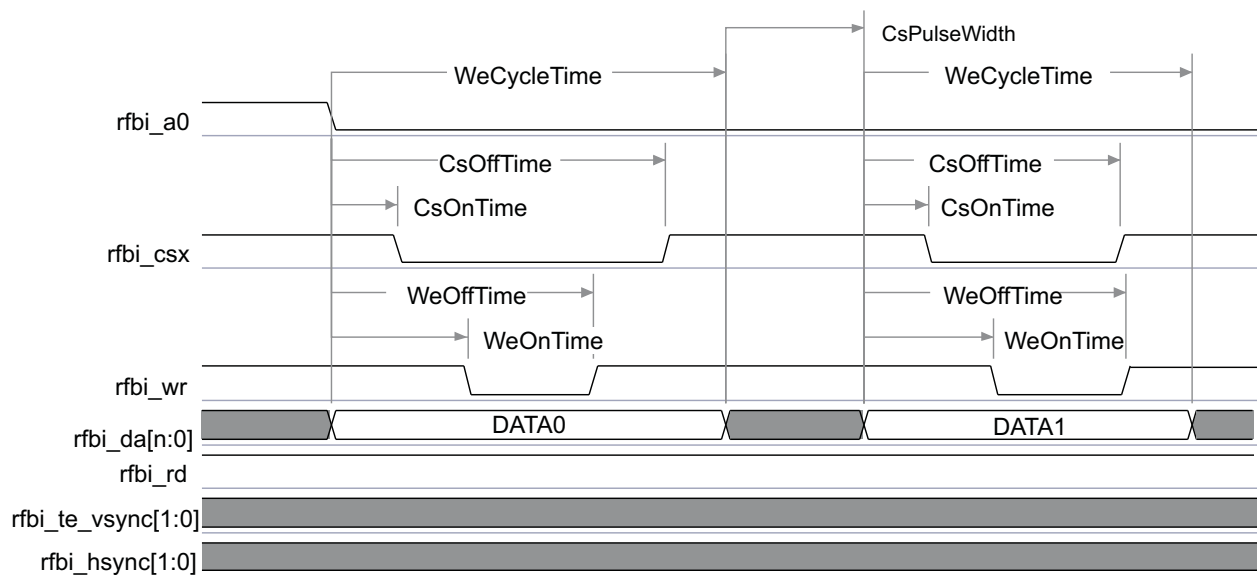 CsPulseWidth
WeCycleTime WeCycleTime
rfbi_a0
CsOffTime CsOffTime
CsOnTime CsOnTime
rfbi_csx
WeOffTime WeOffTime
WeOnTime WeOnTime
rfbi_wr
rfbi_da[n:0] DATA0 DATA1
rfbi_rd
rfbi_te_vsync[1:0]
rfbi_hsync[1:0]